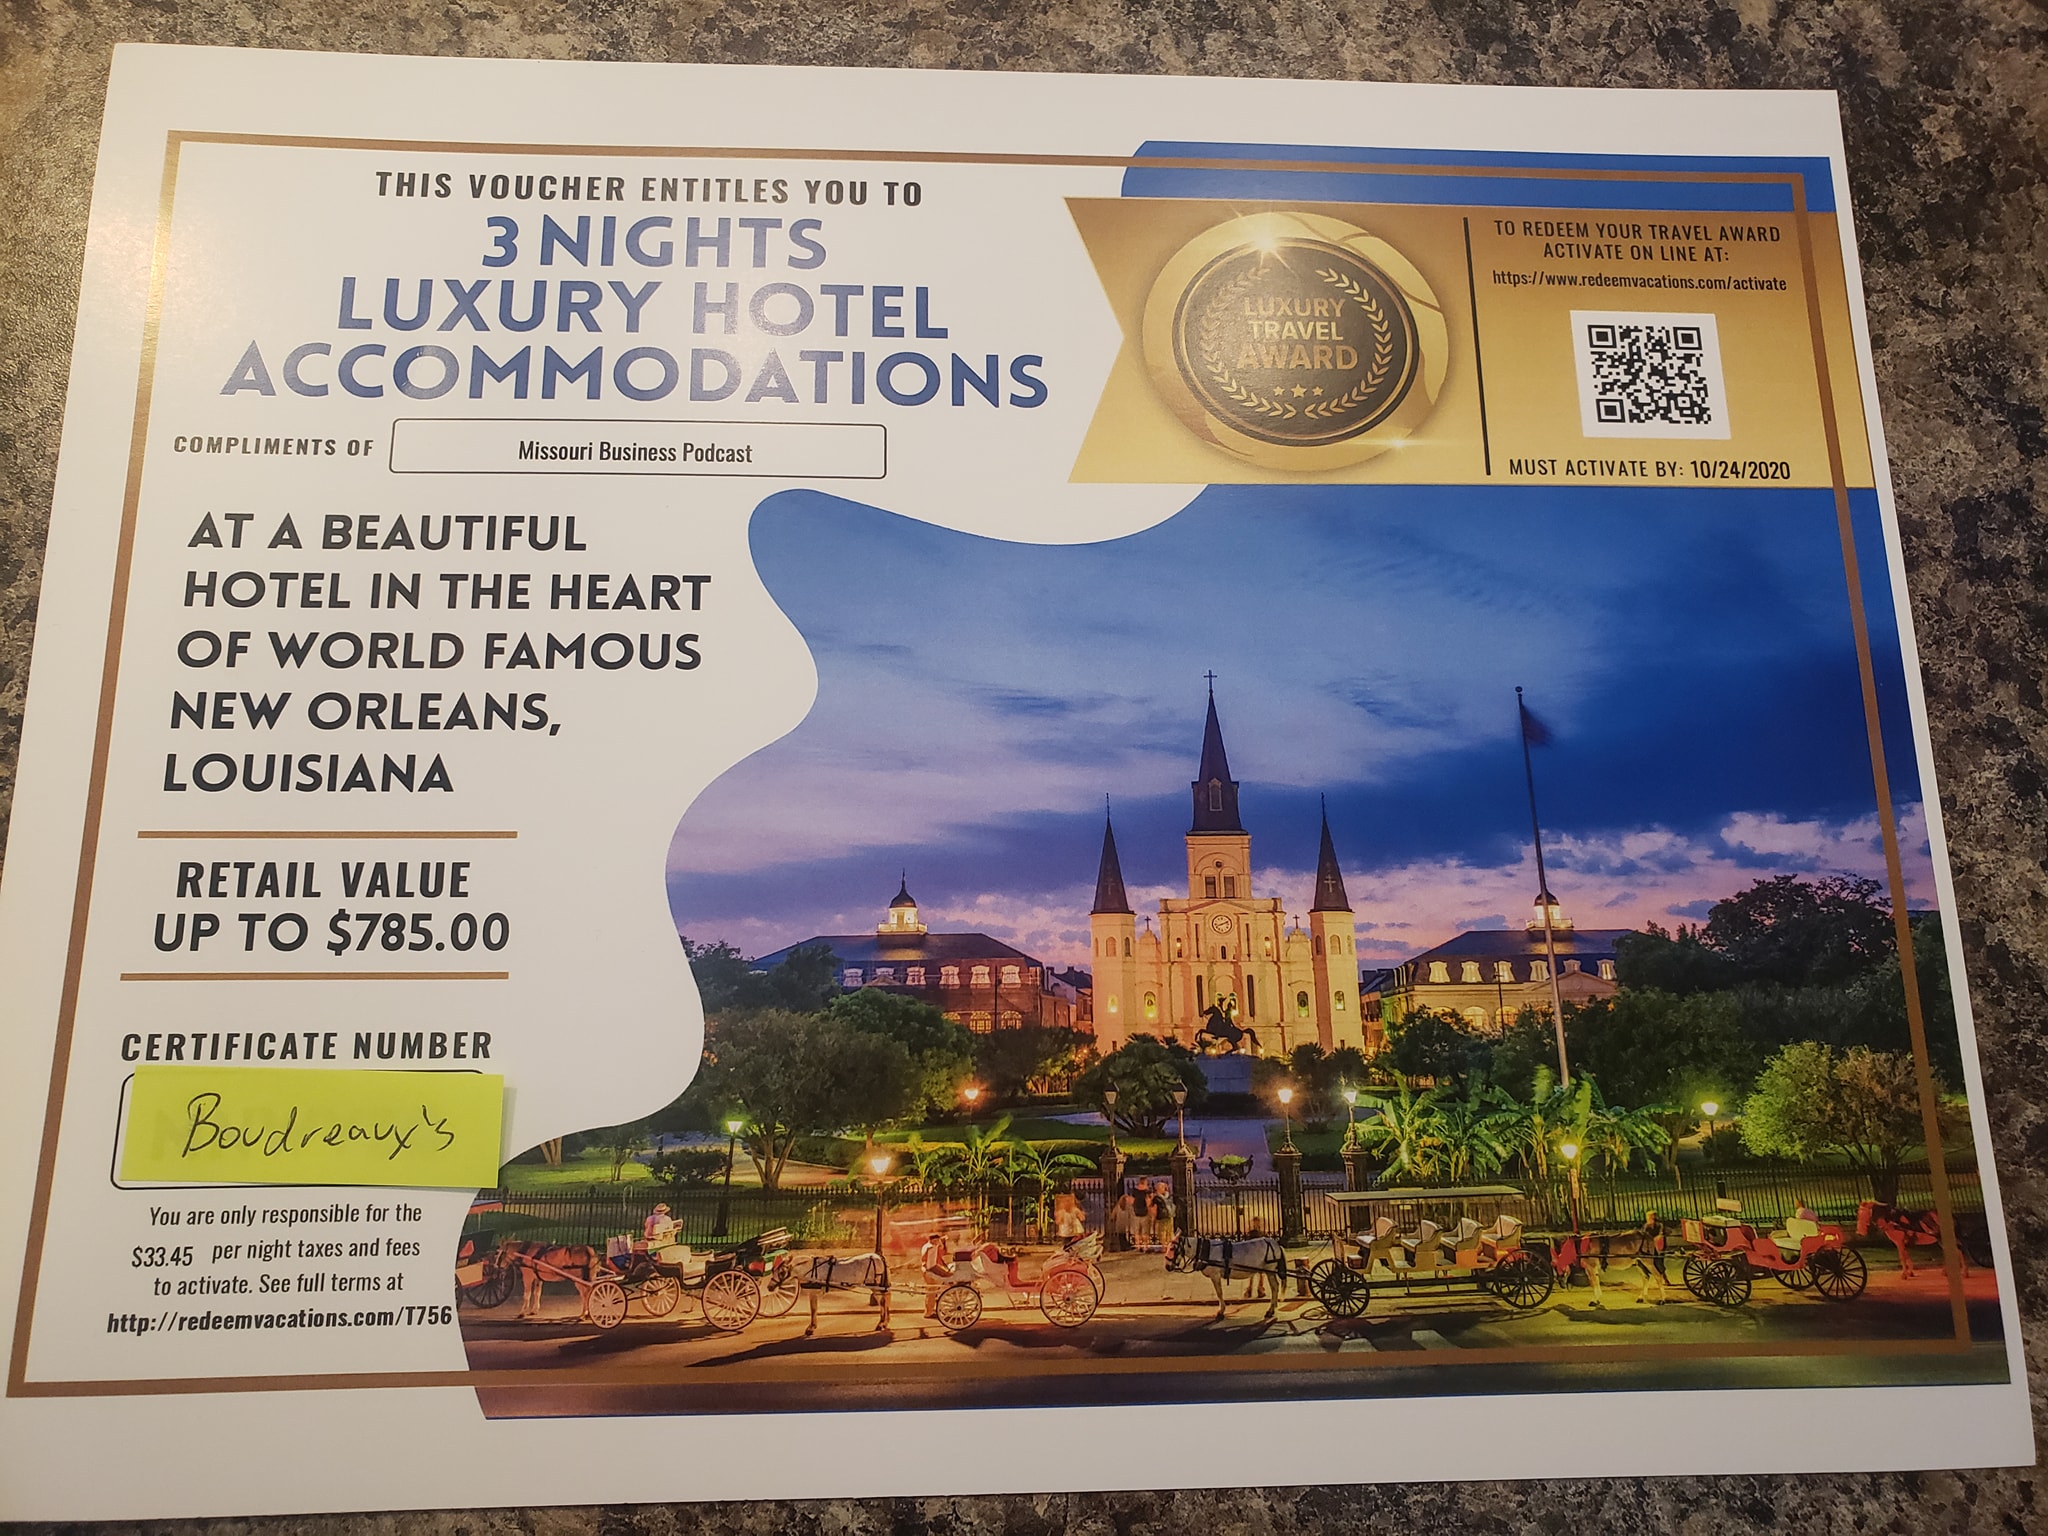 THIS VOUCHER ENTITLES YOU TO
3 NIGHTS
LUXURY HOTEL
ACCOMMODATIONS
COMPLIMENTS OF
Missouri Business Podcast
AT A BEAUTIFUL
HOTEL IN THE HEART
OF WORLD FAMOUS
NEW ORLEANS,
LOUISIANA
RETAIL VALUE
UP TO $785.00
CERTIFICATE NUMBER
Boudreaux's
You are only responsible for the
$33.45 per night taxes and fees
to activate. See full terms at
http://redeemvacations.com/T756
LUXURY
TRAVEL
AWARD
TO REDEEM YOUR TRAVEL AWARD
ACTIVATE ON LINE AT:
https://www.redeemvacations.com/activate
MUST ACTIVATE BY: 10/24/2020